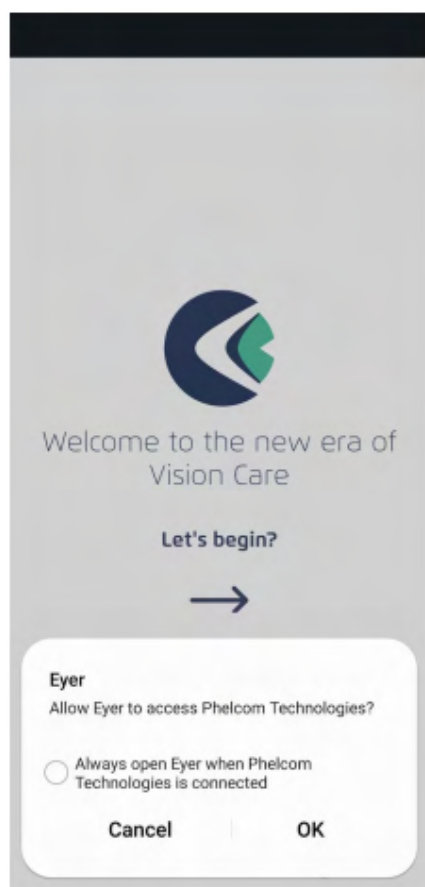 Welcome to the new era of
Vision Care
Let's begin?
Eyer
Allow Eyer to access Phelcom Technologies?
Always open Eyer when Phelcom
Technologies is connected
Cancel
OK